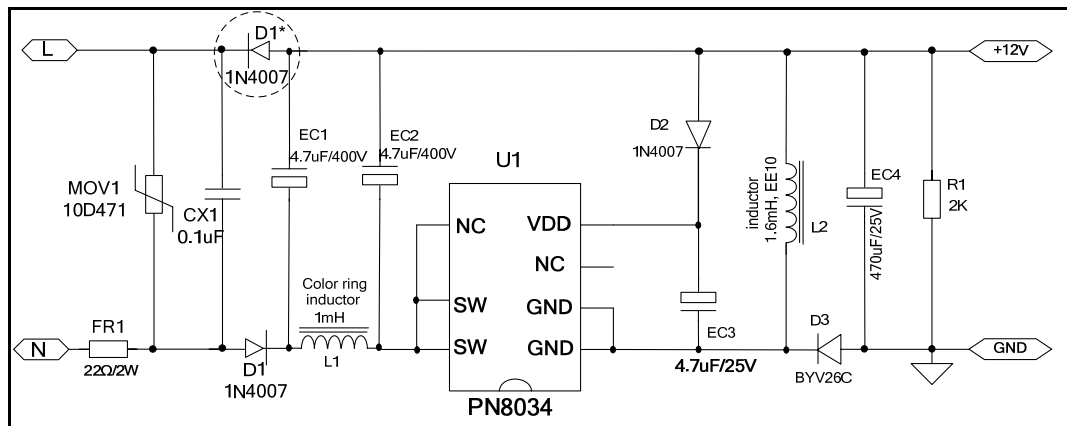 L
D1*
1N4007
+12V
EC1
4.7uF/400V
EC2
4.7uF/400V
D2
1N4007
U1
MOV1
10D471
CX1
0.1uF
NC
VDD
NC
SW
GND
SW
GND
inductor
1.6mH, EE10
L2
EC4
470uF/25V
R1
2K
Color ring
inductor
1mH
L1
EC3
4.7uF/25V
N
FR1
22Ω/2W
D1
1N4007
D3
BYV26C
GND
PN8034